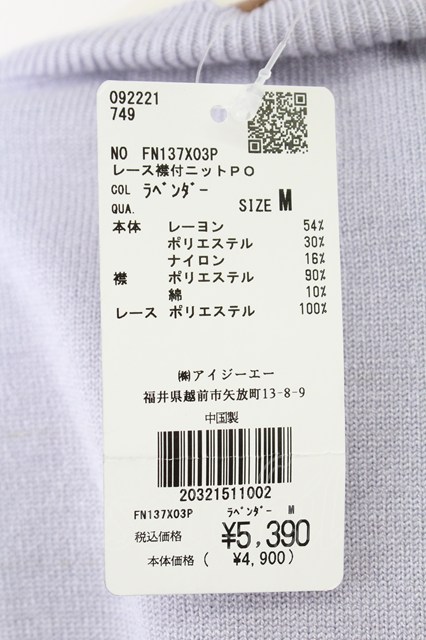 092221
749
NO FN137X03P
レース襟付ニットPO
COL ラベンダー
QUA. SIZE M
本体 レーヨン 54%
ポリエステル 30%
ナイロン 16%
襟 ポリエステル 90%
綿 10%
レース ポリエステル 100%
㈱アイジーエー
福井県越前市矢放町13-8-9
中国製
20321511002
FN137X03P ラベンダー M
税込価格 ¥5,390
本体価格 ( ¥4,900)